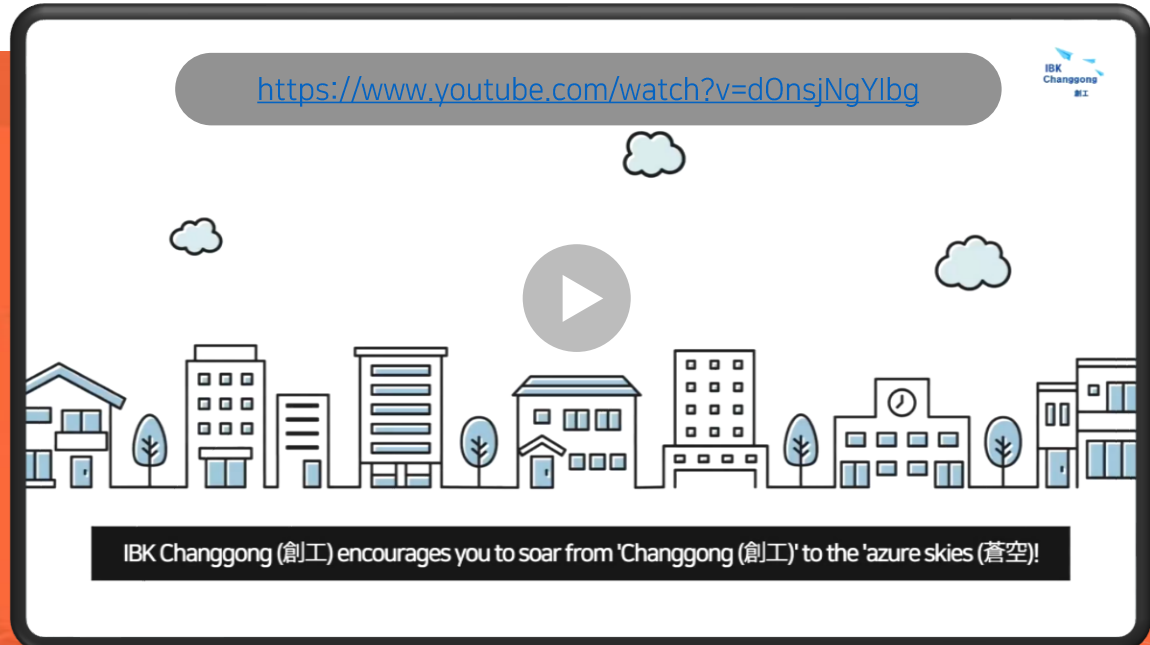 https://www.youtube.com/watch?v=dOnsjNgYlbg
IBK
Changgong
創工
IBK Changgong (創工) encourages you to soar from 'Changgong (創工)' to the 'azure skies (蒼空)!